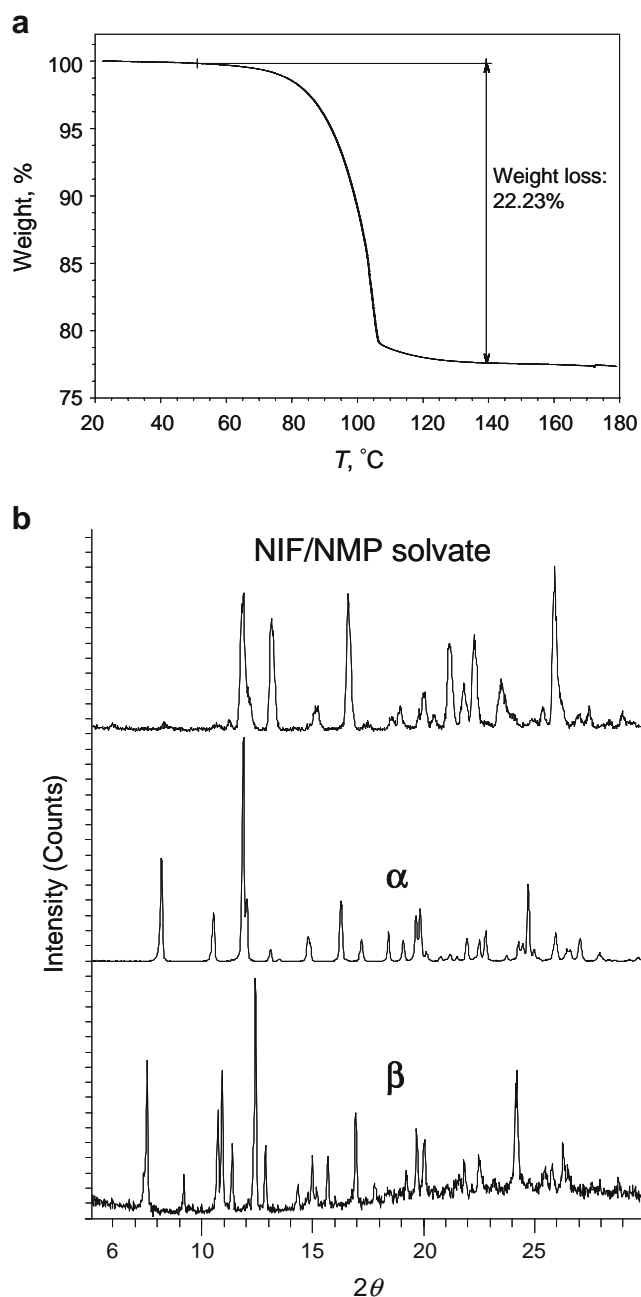 a
100
95
90
85
80
75
Weight, %
Weight loss:
22.23%
20 40 60 80 100 120 140 160 180
T, °C
b
NIF/NMP solvate
α
β
Intensity (Counts)
6 10 15 20 25
2θ